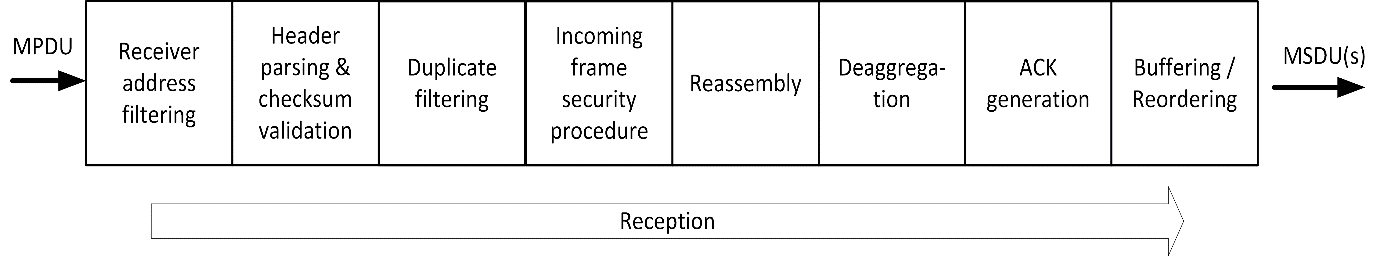 MPDU
Receiver
address
filtering
Header
parsing &
checksum
validation
Duplicate
filtering
Incoming
frame
security
procedure
Reassembly
Deaggrega-
tion
ACK
generation
Buffering /
Reordering
MSDU(s)
Reception